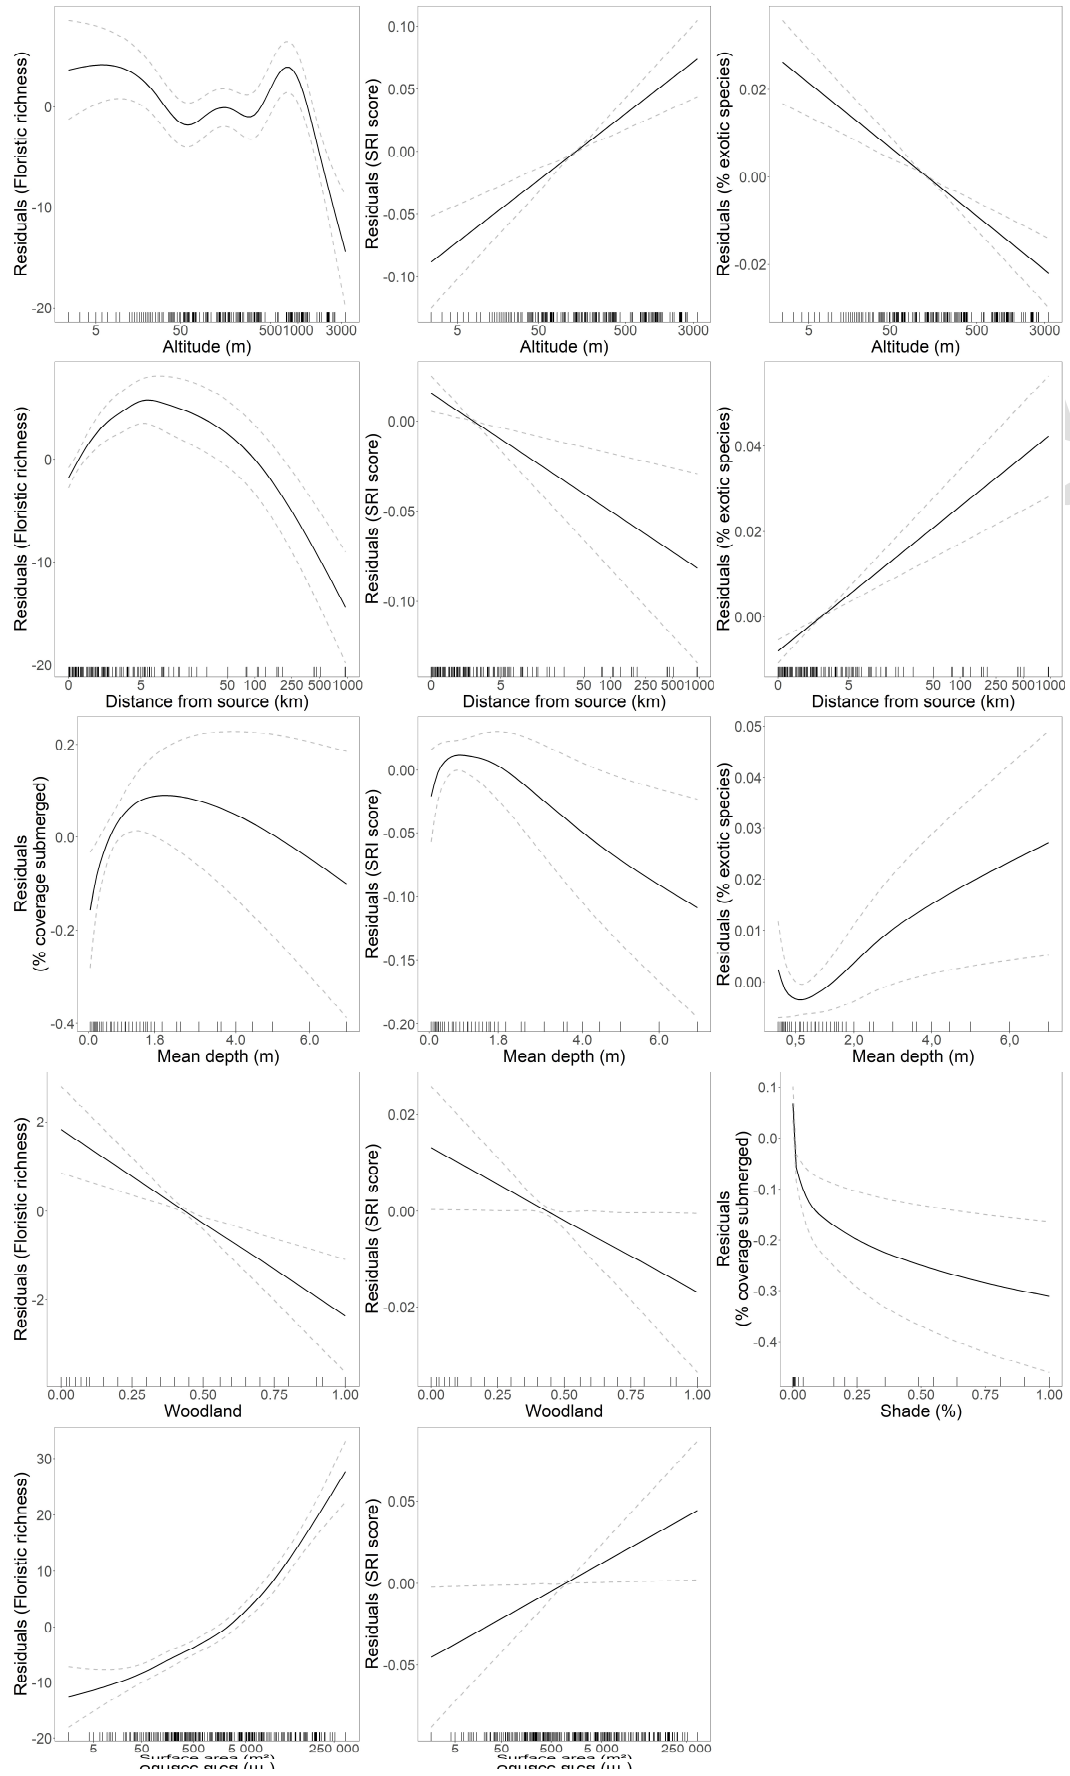 Residuals (Floristic richness)
0
-10
-20
5 50 500 1000 3000
Altitude (m)
Residuals (SRI score)
0.10
0.05
0.00
-0.05
-0.10
5 50 500 3000
Altitude (m)
Residuals (% exotic species)
0.02
0.00
-0.02
5 50 500 3000
Altitude (m)
Residuals (Floristic richness)
0
-10
-20
0 5 50 100 250 500 1000
Distance from source (km)
Residuals (SRI score)
0.00
-0.05
-0.10
0 5 50 100 250 500 1000
Distance from source (km)
Residuals (% exotic species)
0.04
0.02
0.00
0 5 50 100 250 500 1000
Distance from source (km)
Residuals
(% coverage submerged)
0.2
0.0
-0.2
-0.4
0.0 1.8 4.0 6.0
Mean depth (m)
Residuals (SRI score)
0.00
-0.05
-0.10
-0.15
-0.20
0.0 1.8 4.0 6.0
Mean depth (m)
Residuals (% exotic species)
0.05
0.04
0.03
0.02
0.01
0.00
0,5 2,0 4,0 6,0
Mean depth (m)
Residuals (Floristic richness)
2
0
-2
0.00 0.25 0.50 0.75 1.00
Woodland
Residuals (SRI score)
0.02
0.00
-0.02
0.00 0.25 0.50 0.75 1.00
Woodland
Residuals
(% coverage submerged)
0.1
0.0
-0.1
-0.2
-0.3
-0.4
0.00 0.25 0.50 0.75 1.00
Shade (%)
Residuals (Floristic richness)
30
20
10
0
-10
-20
5 50 500 5 000 250 000
Surface area (m²)
Residuals (SRI score)
0.05
0.00
-0.05
5 50 500 5 000 250 000
Surface area (m²)